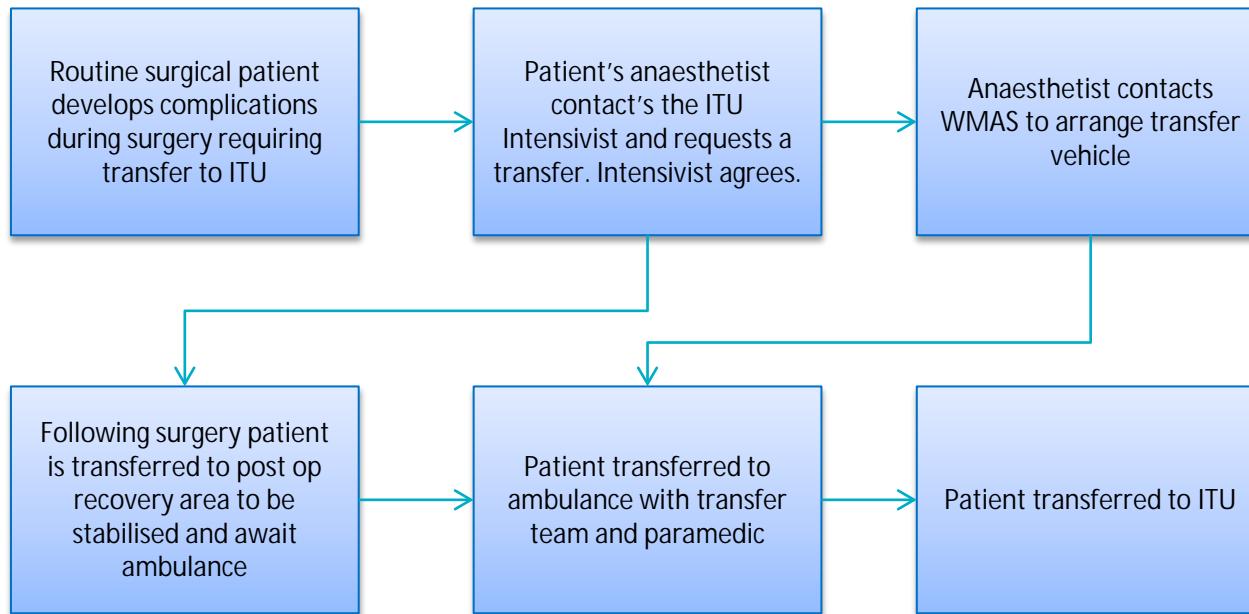 Routine surgical patient
develops complications
during surgery requiring
transfer to ITU
Patient's anaesthetist
contact's the ITU
Intensivist and requests a
transfer. Intensivist agrees.
Anaesthetist contacts
WMAS to arrange transfer
vehicle
Following surgery patient
is transferred to post op
recovery area to be
stabilised and await
ambulance
Patient transferred to
ambulance with transfer
team and paramedic
Patient transferred to ITU